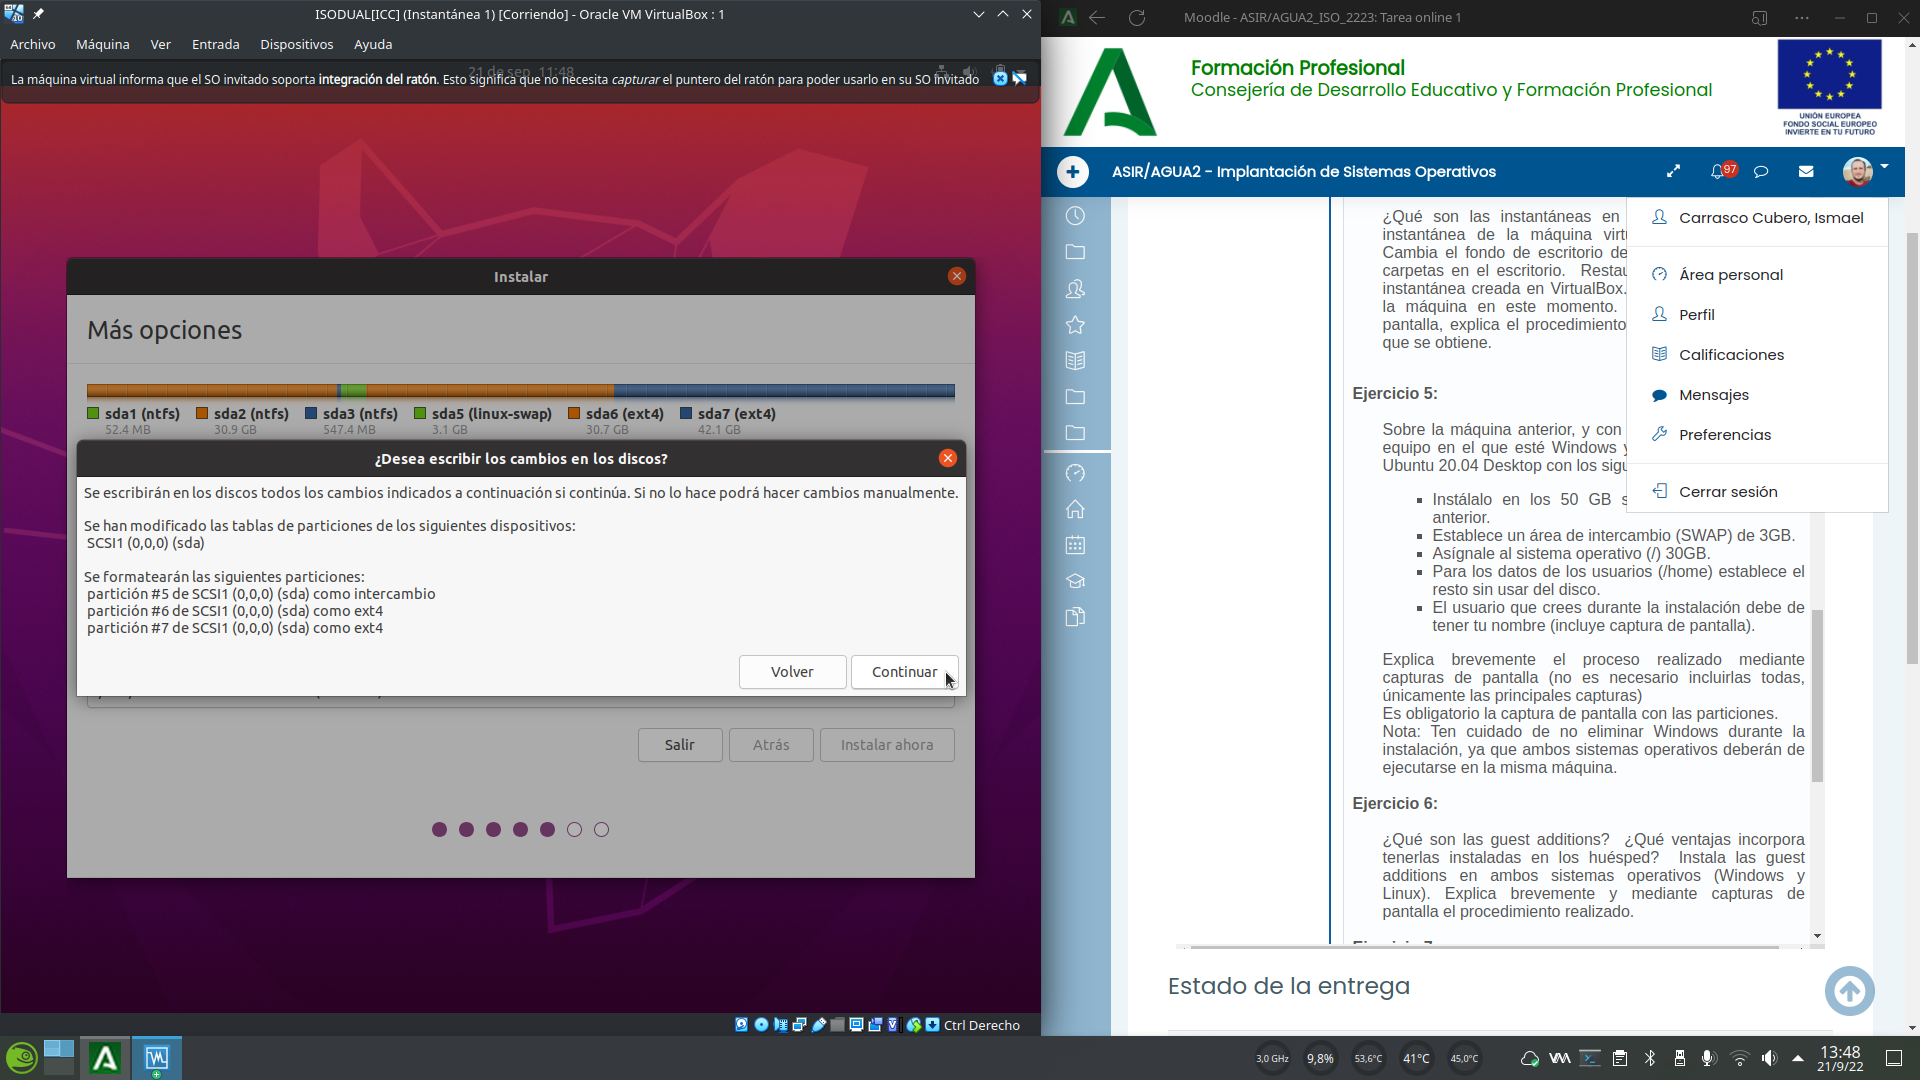 ISODUAL[ICC] (Instantánea 1) [Corriendo] - Oracle VM VirtualBox : 1
Archivo Máquina Ver Entrada Dispositivos Ayuda
21 de sep 11:48
La máquina virtual informa que el SO invitado soporta integración del ratón. Esto significa que no necesita capturar el puntero del ratón para poder usarlo en su SO invitado
Instalar
Más opciones
sda1 (ntfs) sda2 (ntfs) sda3 (ntfs) sda5 (linux-swap) sda6 (ext4) sda7 (ext4)
52.4 MB 30.9 GB 547.4 MB 3.1 GB 30.7 GB 42.1 GB
¿Desea escribir los cambios en los discos?
Se escribirán en los discos todos los cambios indicados a continuación si continúa. Si no lo hace podrá hacer cambios manualmente.
Se han modificado las tablas de particiones de los siguientes dispositivos:
SCSI1 (0,0,0) (sda)
Se formatearán las siguientes particiones:
partición #5 de SCSI1 (0,0,0) (sda) como intercambio
partición #6 de SCSI1 (0,0,0) (sda) como ext4
partición #7 de SCSI1 (0,0,0) (sda) como ext4
Volver Continuar
Salir Atrás Instalar ahora
Ctrl Derecho
Moodle - ASIR/AGUA2_ISO_2223: Tarea online 1
Formación Profesional
Consejería de Desarrollo Educativo y Formación Profesional
UNIÓN EUROPEA
FONDO SOCIAL EUROPEO
INVIERTE EN TU FUTURO
ASIR/AGUA2 - Implantación de Sistemas Operativos
97
Carrasco Cubero, Ismael
Área personal
Perfil
Calificaciones
Mensajes
Preferencias
Cerrar sesión
¿Qué son las instantáneas en
instantánea de la máquina virtu
Cambia el fondo de escritorio de
carpetas en el escritorio. Restau
instantánea creada en VirtualBox.
la máquina en este momento.
pantalla, explica el procedimiento
que se obtiene.
Ejercicio 5:
Sobre la máquina anterior, y con
equipo en el que esté Windows y
Ubuntu 20.04 Desktop con los sigu
Instálalo en los 50 GB s
anterior.
Establece un área de intercambio (SWAP) de 3GB.
Asígnale al sistema operativo (/) 30GB.
Para los datos de los usuarios (/home) establece el
resto sin usar del disco.
El usuario que crees durante la instalación debe de
tener tu nombre (incluye captura de pantalla).
Explica brevemente el proceso realizado mediante
capturas de pantalla (no es necesario incluirlas todas,
únicamente las principales capturas)
Es obligatorio la captura de pantalla con las particiones.
Nota: Ten cuidado de no eliminar Windows durante la
instalación, ya que ambos sistemas operativos deberán de
ejecutarse en la misma máquina.
Ejercicio 6:
¿Qué son las guest additions? ¿Qué ventajas incorpora
tenerlas instaladas en los huésped? Instala las guest
additions en ambos sistemas operativos (Windows y
Linux). Explica brevemente y mediante capturas de
pantalla el procedimiento realizado.
Estado de la entrega
3,0 GHz 9,8% 53,6°C 41°C 45,0°C
13:48
21/9/22